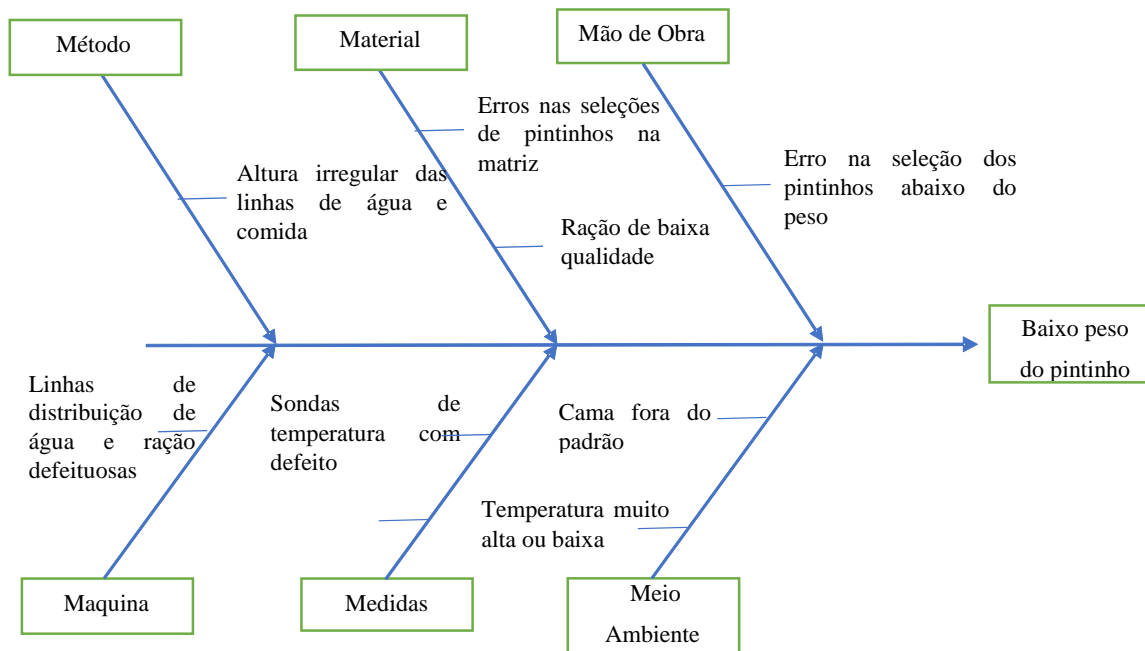 Método
Material
Mão de Obra
Erros nas seleções
de pintinhos na
matriz
Altura irregular das
linhas de água e
comida
Erro na seleção dos
pintinhos abaixo do
peso
Ração de baixa
qualidade
Baixo peso
do pintinho
Linhas de
distribuição de
água e ração
defeituosas
Sondas de
temperatura com
defeito
Cama fora do
padrão
Temperatura muito
alta ou baixa
Maquina
Medidas
Meio
Ambiente